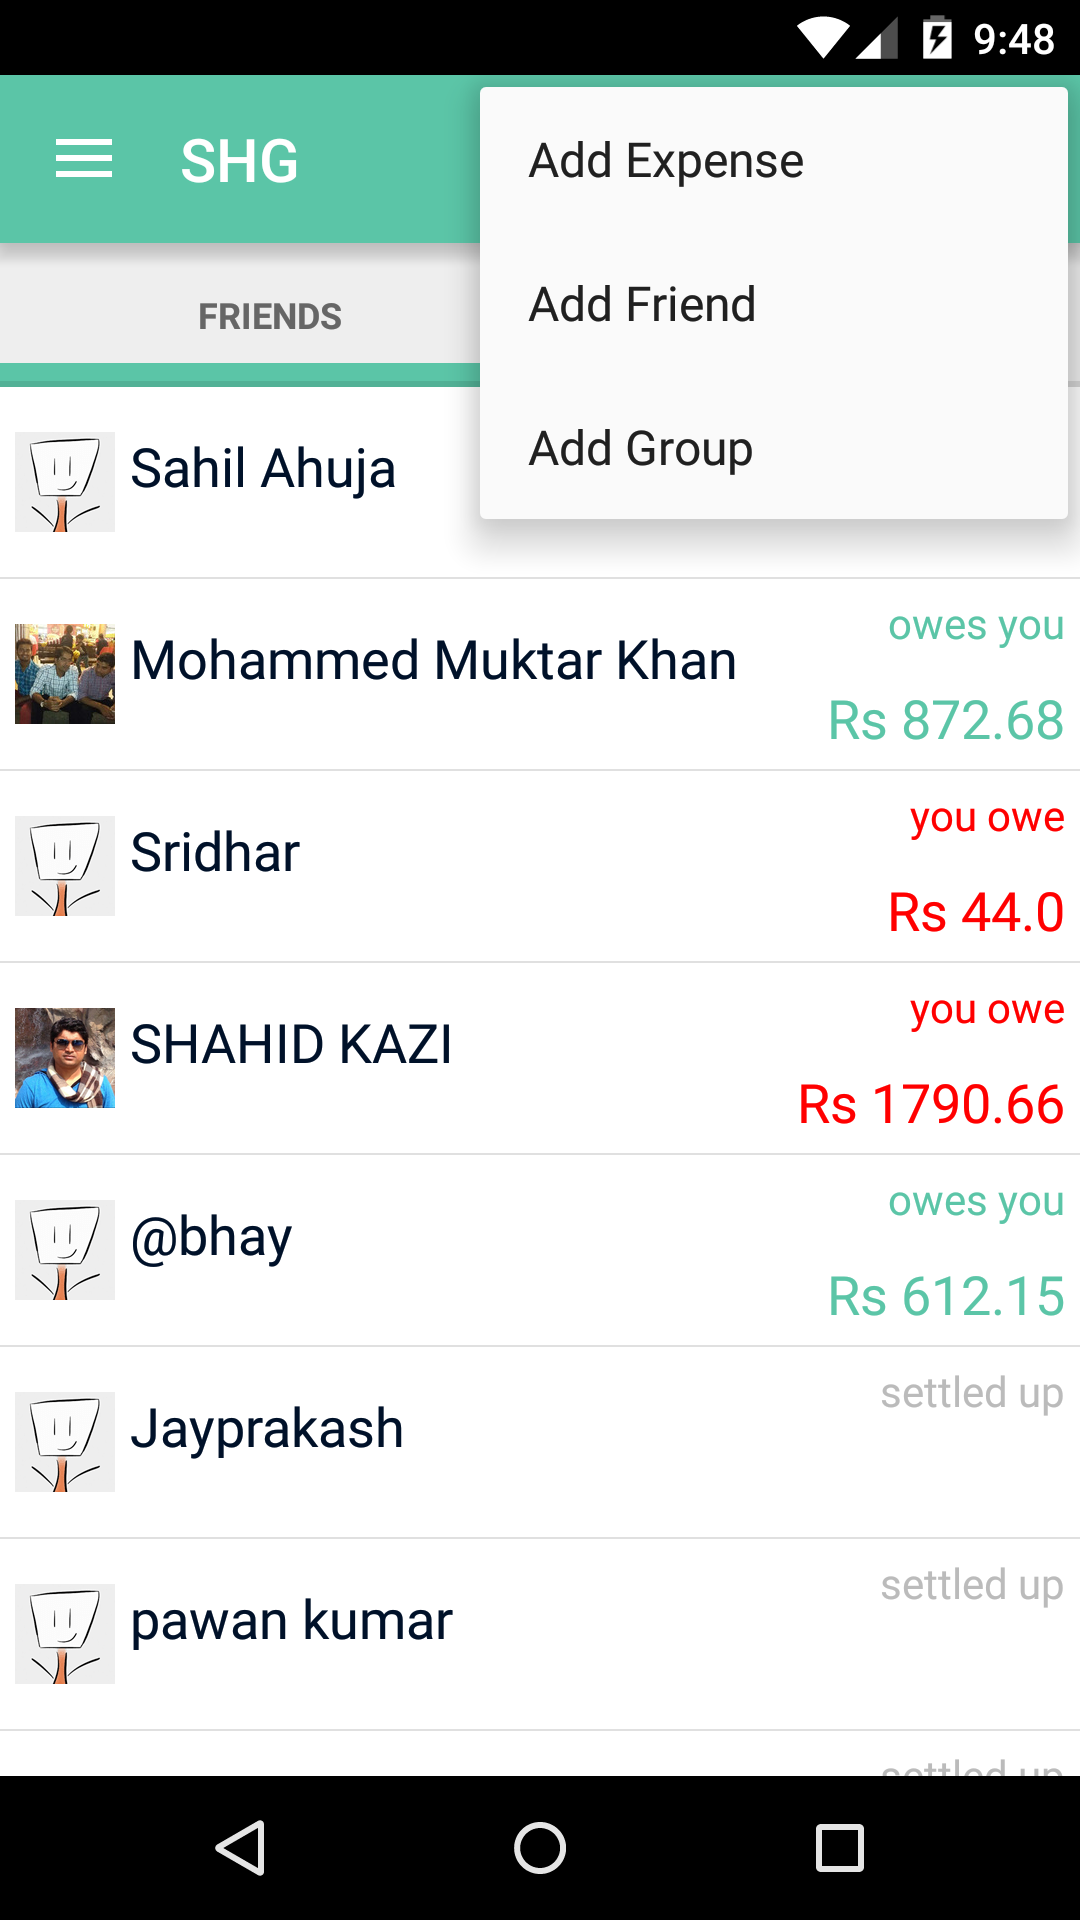 9:48
SHG
Add Expense
Add Friend
Add Group
FRIENDS
Sahil Ahuja
Mohammed Muktar Khan
owes you
Rs 872.68
Sridhar
you owe
Rs 44.0
SHAHID KAZI
you owe
Rs 1790.66
@bhay
owes you
Rs 612.15
Jayprakash
settled up
pawan kumar
settled up
settled up